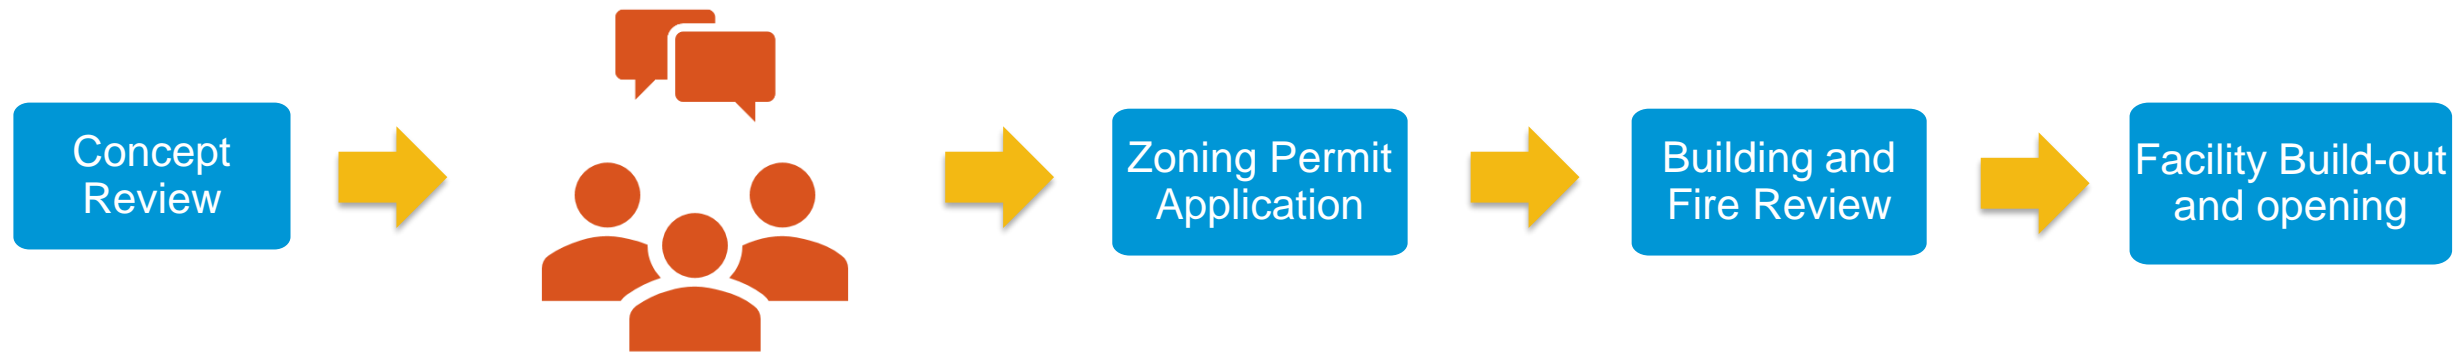 Concept
Review
Zoning Permit
Application
Building and
Fire Review
Facility Build-out
and opening